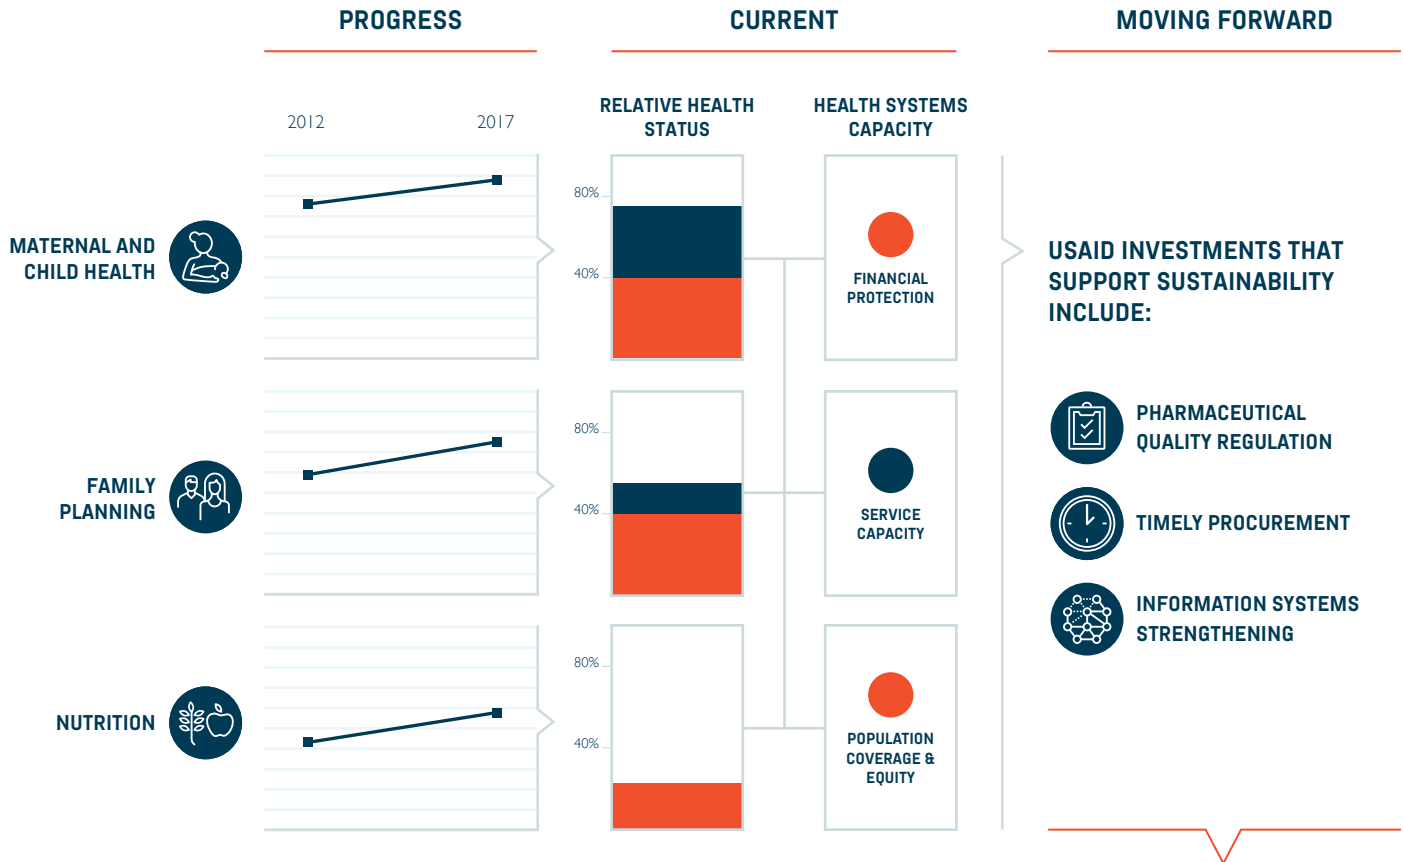 PROGRESS
CURRENT
MOVING FORWARD
2012
2017
RELATIVE HEALTH
STATUS
HEALTH SYSTEMS
CAPACITY
MATERNAL AND
CHILD HEALTH
80%
40%
FINANCIAL
PROTECTION
FAMILY
PLANNING
80%
40%
SERVICE
CAPACITY
NUTRITION
80%
40%
POPULATION
COVERAGE &
EQUITY
USAID INVESTMENTS THAT
SUPPORT SUSTAINABILITY
INCLUDE:
PHARMACEUTICAL
QUALITY REGULATION
TIMELY PROCUREMENT
INFORMATION SYSTEMS
STRENGTHENING